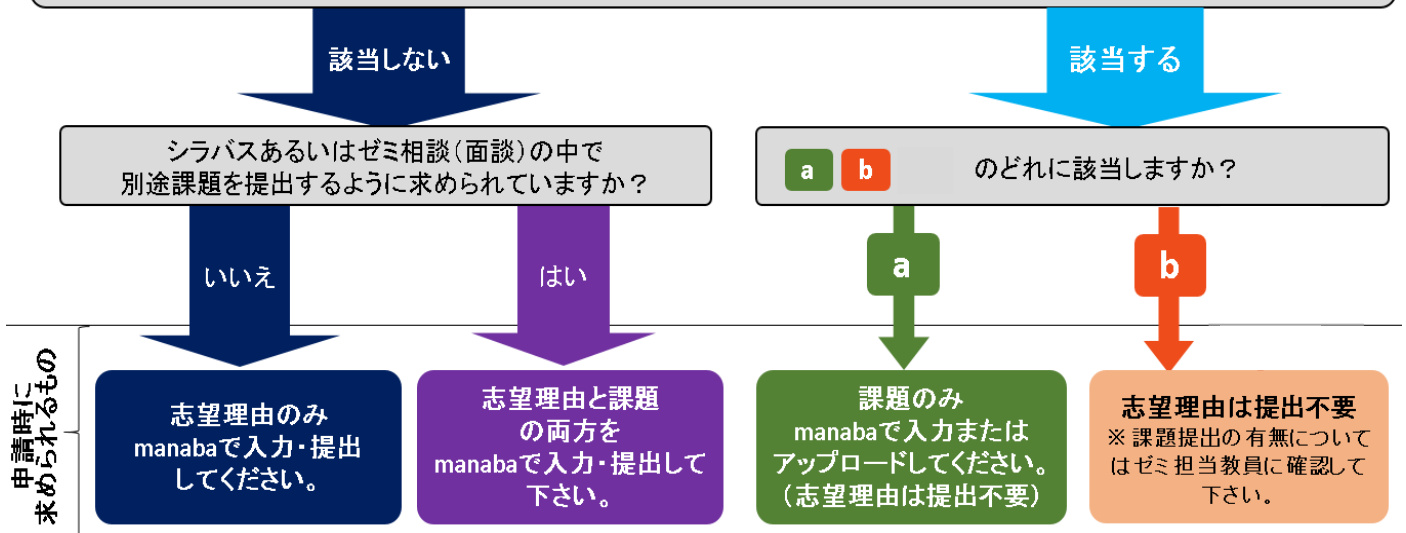 該当しない
該当する
シラバスあるいはゼミ相談（面談）の中で
別途課題を提出するように求められていますか？
a b のどれに該当しますか？
いいえ
はい
a
b
申請時に
求められるもの
志望理由のみ
manabaで入力・提出
してください。
志望理由と課題
の両方を
manabaで入力・提出して
下さい。
課題のみ
manabaで入力または
アップロードしてください。
（志望理由は提出不要）
志望理由は提出不要
※課題提出の有無について
はゼミ担当教員に確認して
下さい。